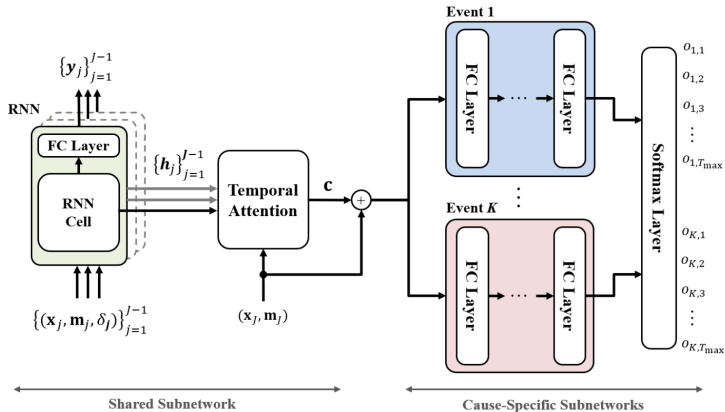 Event 1
{y_j}_{j=1}^{J-1}
RNN
FC Layer
RNN
Cell
{h_j}_{j=1}^{J-1}
Temporal
Attention
c
+
{(x_j, m_j, δ_j)}_{j=1}^{J-1}
(x_J, m_J)
FC Layer
···
FC Layer
⋮
Event K
FC Layer
···
FC Layer
Softmax Layer
o_{1,1}
o_{1,2}
o_{1,3}
⋮
o_{1,T_max}
o_{K,1}
o_{K,2}
o_{K,3}
⋮
o_{K,T_max}
Shared Subnetwork
Cause-Specific Subnetworks